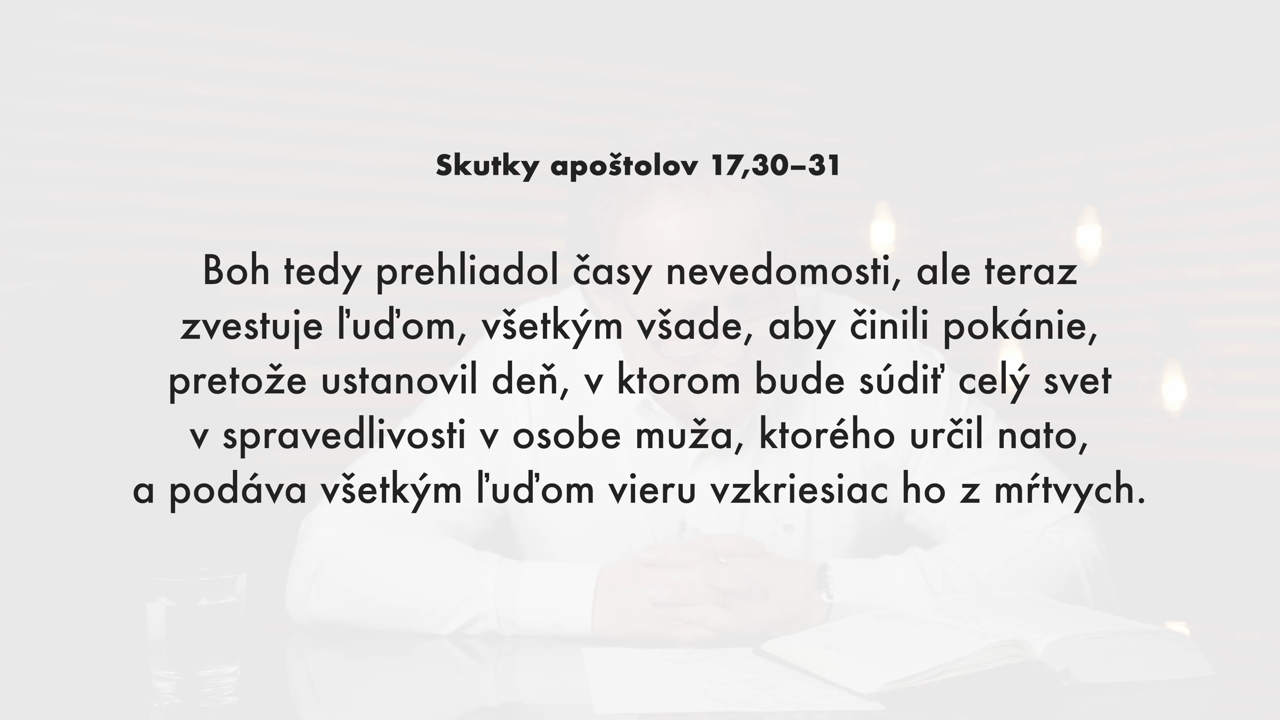 Skutky apoštolov 17,30–31
Boh tedy prehliadol časy nevedomosti, ale teraz
zvestuje ľuďom, všetkým všade, aby činili pokánie,
pretože ustanovil deň, v ktorom bude súdiť celý svet
v spravedlivosti v osobe muža, ktorého určil nato,
a podáva všetkým ľuďom vieru vzkriesiac ho z mŕtvych.